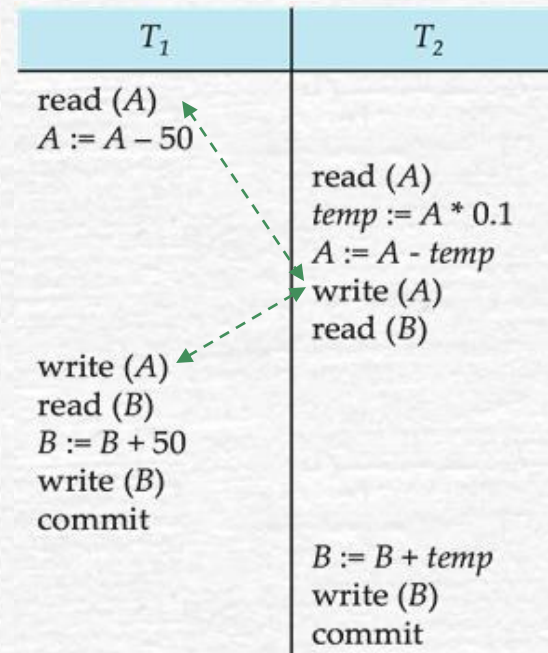 T1 T2
read (A)
A := A – 50
read (A)
temp := A * 0.1
A := A - temp
write (A)
read (B)
write (A)
read (B)
B := B + 50
write (B)
commit
B := B + temp
write (B)
commit